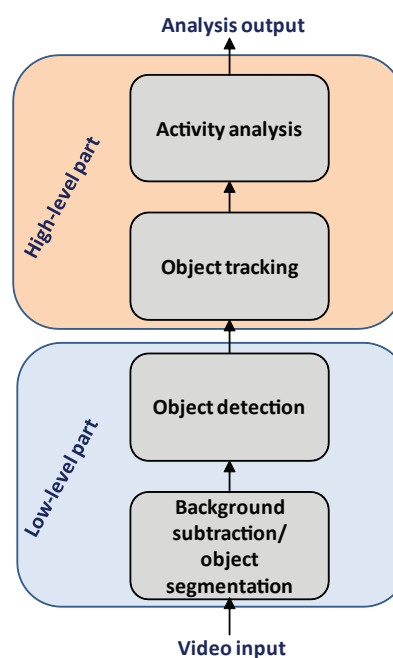 Analysis output
High-level part
Activity analysis
Object tracking
Low-level part
Object detection
Background
subtraction/
object
segmentation
Video input